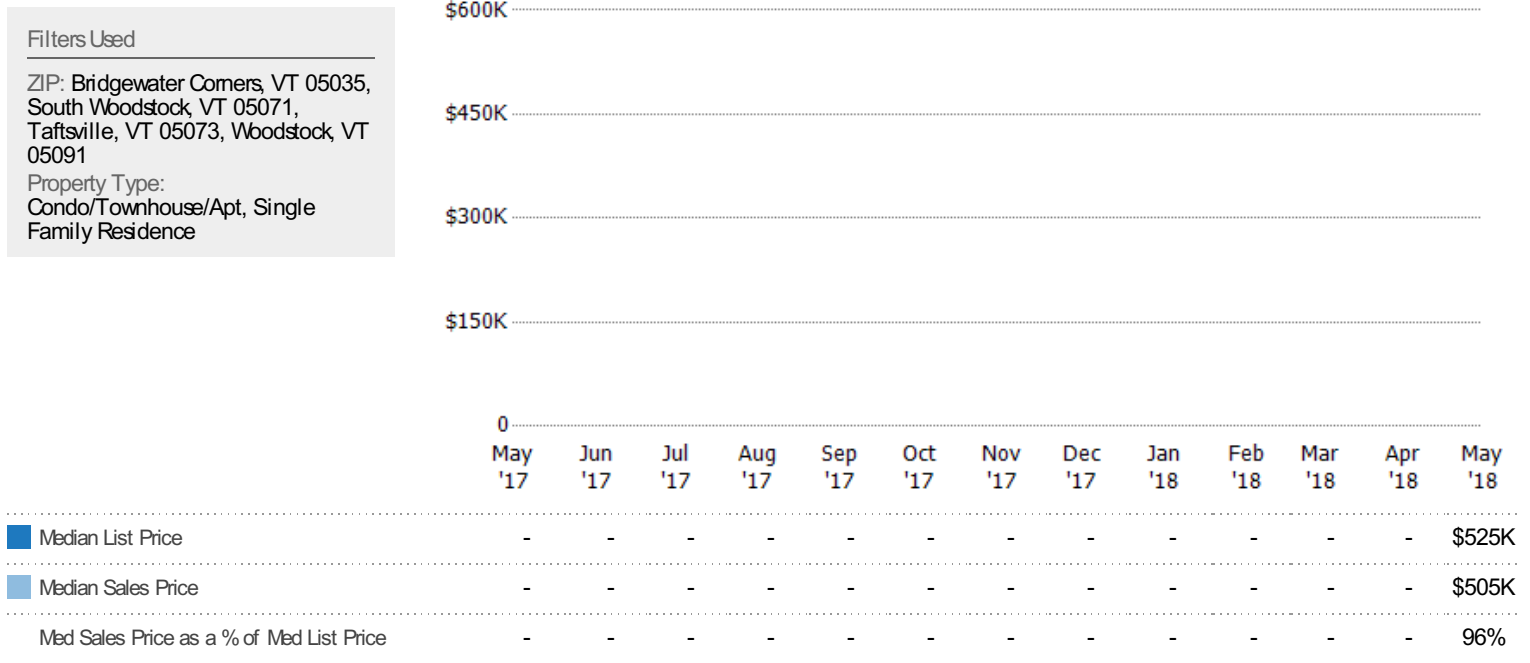 Filters Used
ZIP: Bridgewater Corners, VT 05035,
South Woodstock, VT 05071,
Taftsville, VT 05073, Woodstock, VT
05091
Property Type:
Condo/Townhouse/Apt, Single
Family Residence
$600K
$450K
$300K
$150K
0
May Jun Jul Aug Sep Oct Nov Dec Jan Feb Mar Apr May
'17 '17 '17 '17 '17 '17 '17 '17 '18 '18 '18 '18 '18
Median List Price - - - - - - - - - - - - $525K
Median Sales Price - - - - - - - - - - - - $505K
Med Sales Price as a % of Med List Price - - - - - - - - - - - - 96%